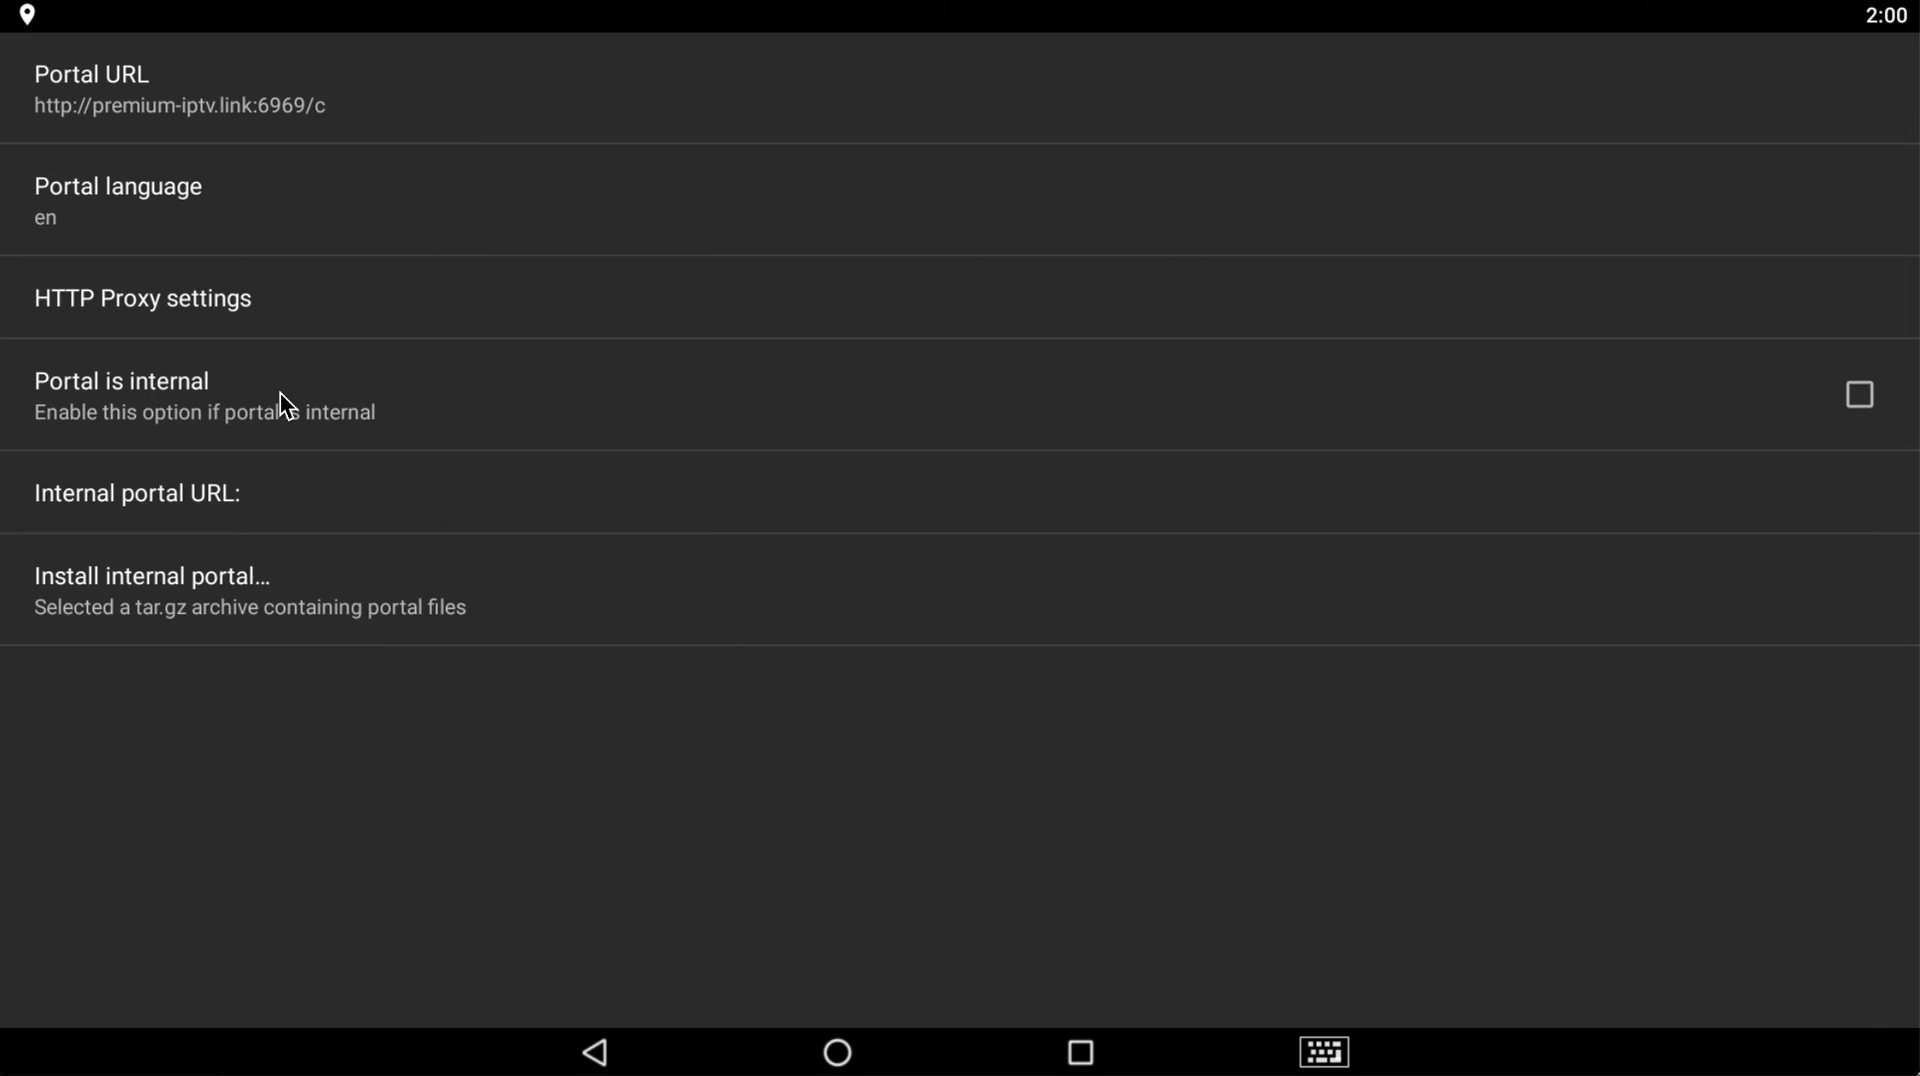 2:00
Portal URL
http://premium-iptv.link:6969/c
Portal language
en
HTTP Proxy settings
Portal is internal
Enable this option if portal is internal
Internal portal URL:
Install internal portal...
Selected a tar.gz archive containing portal files